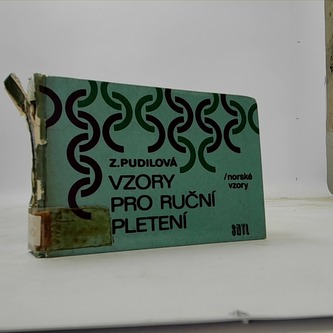 Z.PUDILOVÁ
VZORY
PRO RUČNÍ
PLETENÍ
/norské
vzory
SNTL